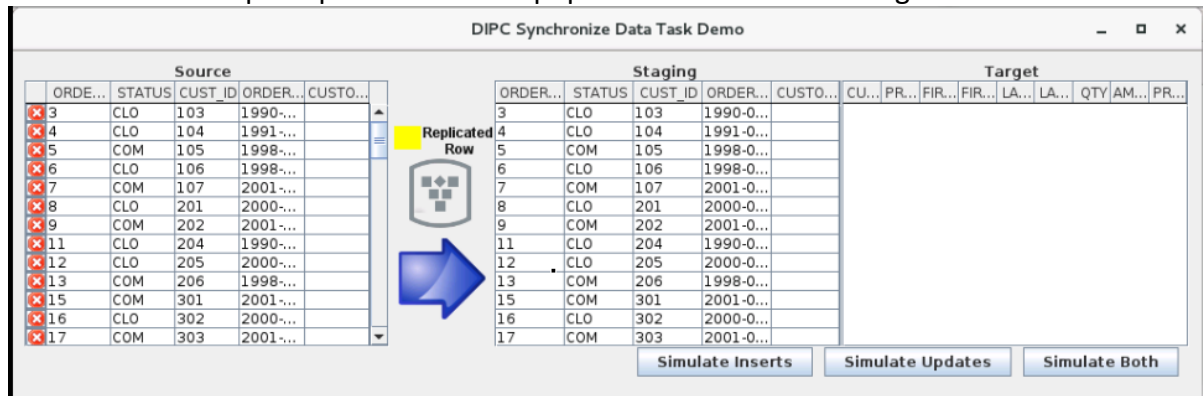 DIPC Synchronize Data Task Demo
Source Staging Target
ORDE... STATUS CUST_ID ORDER... CUSTO... ORDER... STATUS CUST_ID ORDER... CUSTO... CU... PR... FIR... FIR... LA... LA... QTY AM... PR...
3 CLO 103 1990-... 3 CLO 103 1990-0...
4 CLO 104 1991-... Replicated 4 CLO 104 1991-0...
5 COM 105 1998-... Row 5 COM 105 1998-0...
6 CLO 106 1998-... 6 CLO 106 1998-0...
7 COM 107 2001-... 7 COM 107 2001-0...
8 CLO 201 2000-... 8 CLO 201 2000-0...
9 COM 202 2001-... 9 COM 202 2001-0...
11 CLO 204 1990-... 11 CLO 204 1990-0...
12 CLO 205 2000-... 12 CLO 205 2000-0...
13 COM 206 1998-... 13 COM 206 1998-0...
15 COM 301 2001-... 15 COM 301 2001-0...
16 CLO 302 2000-... 16 CLO 302 2000-0...
17 COM 303 2001-... 17 COM 303 2001-0...
Simulate Inserts Simulate Updates Simulate Both